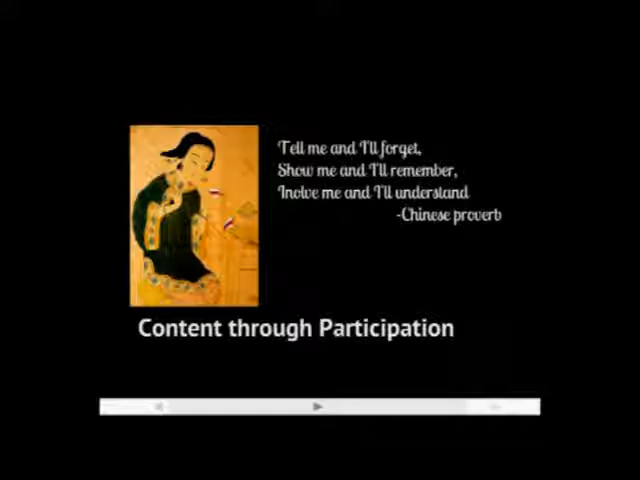 Tell me and I'll forget,
Show me and I'll remember,
Inolve me and I'll understand
-Chinese proverb
Content through Participation